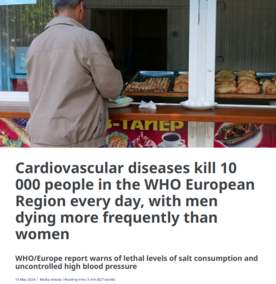 З-ТАНЕР
Cardiovascular diseases kill 10
000 people in the WHO European
Region every day, with men
dying more frequently than
women
WHO/Europe report warns of lethal levels of salt consumption and
uncontrolled high blood pressure
15 May 2024 | Media release | Reading time: 3 min (827 words)